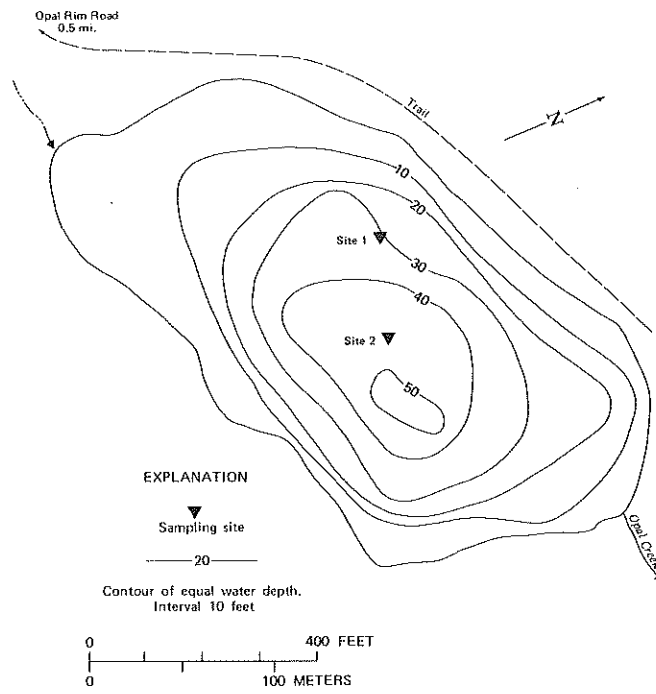 Opal Rim Road
0.5 mi.
Trail
N
10
20
Site 1
30
40
Site 2
50
EXPLANATION
Sampling site
20
Contour of equal water depth.
Interval 10 feet
Opal Creek
0 400 FEET
0 100 METERS